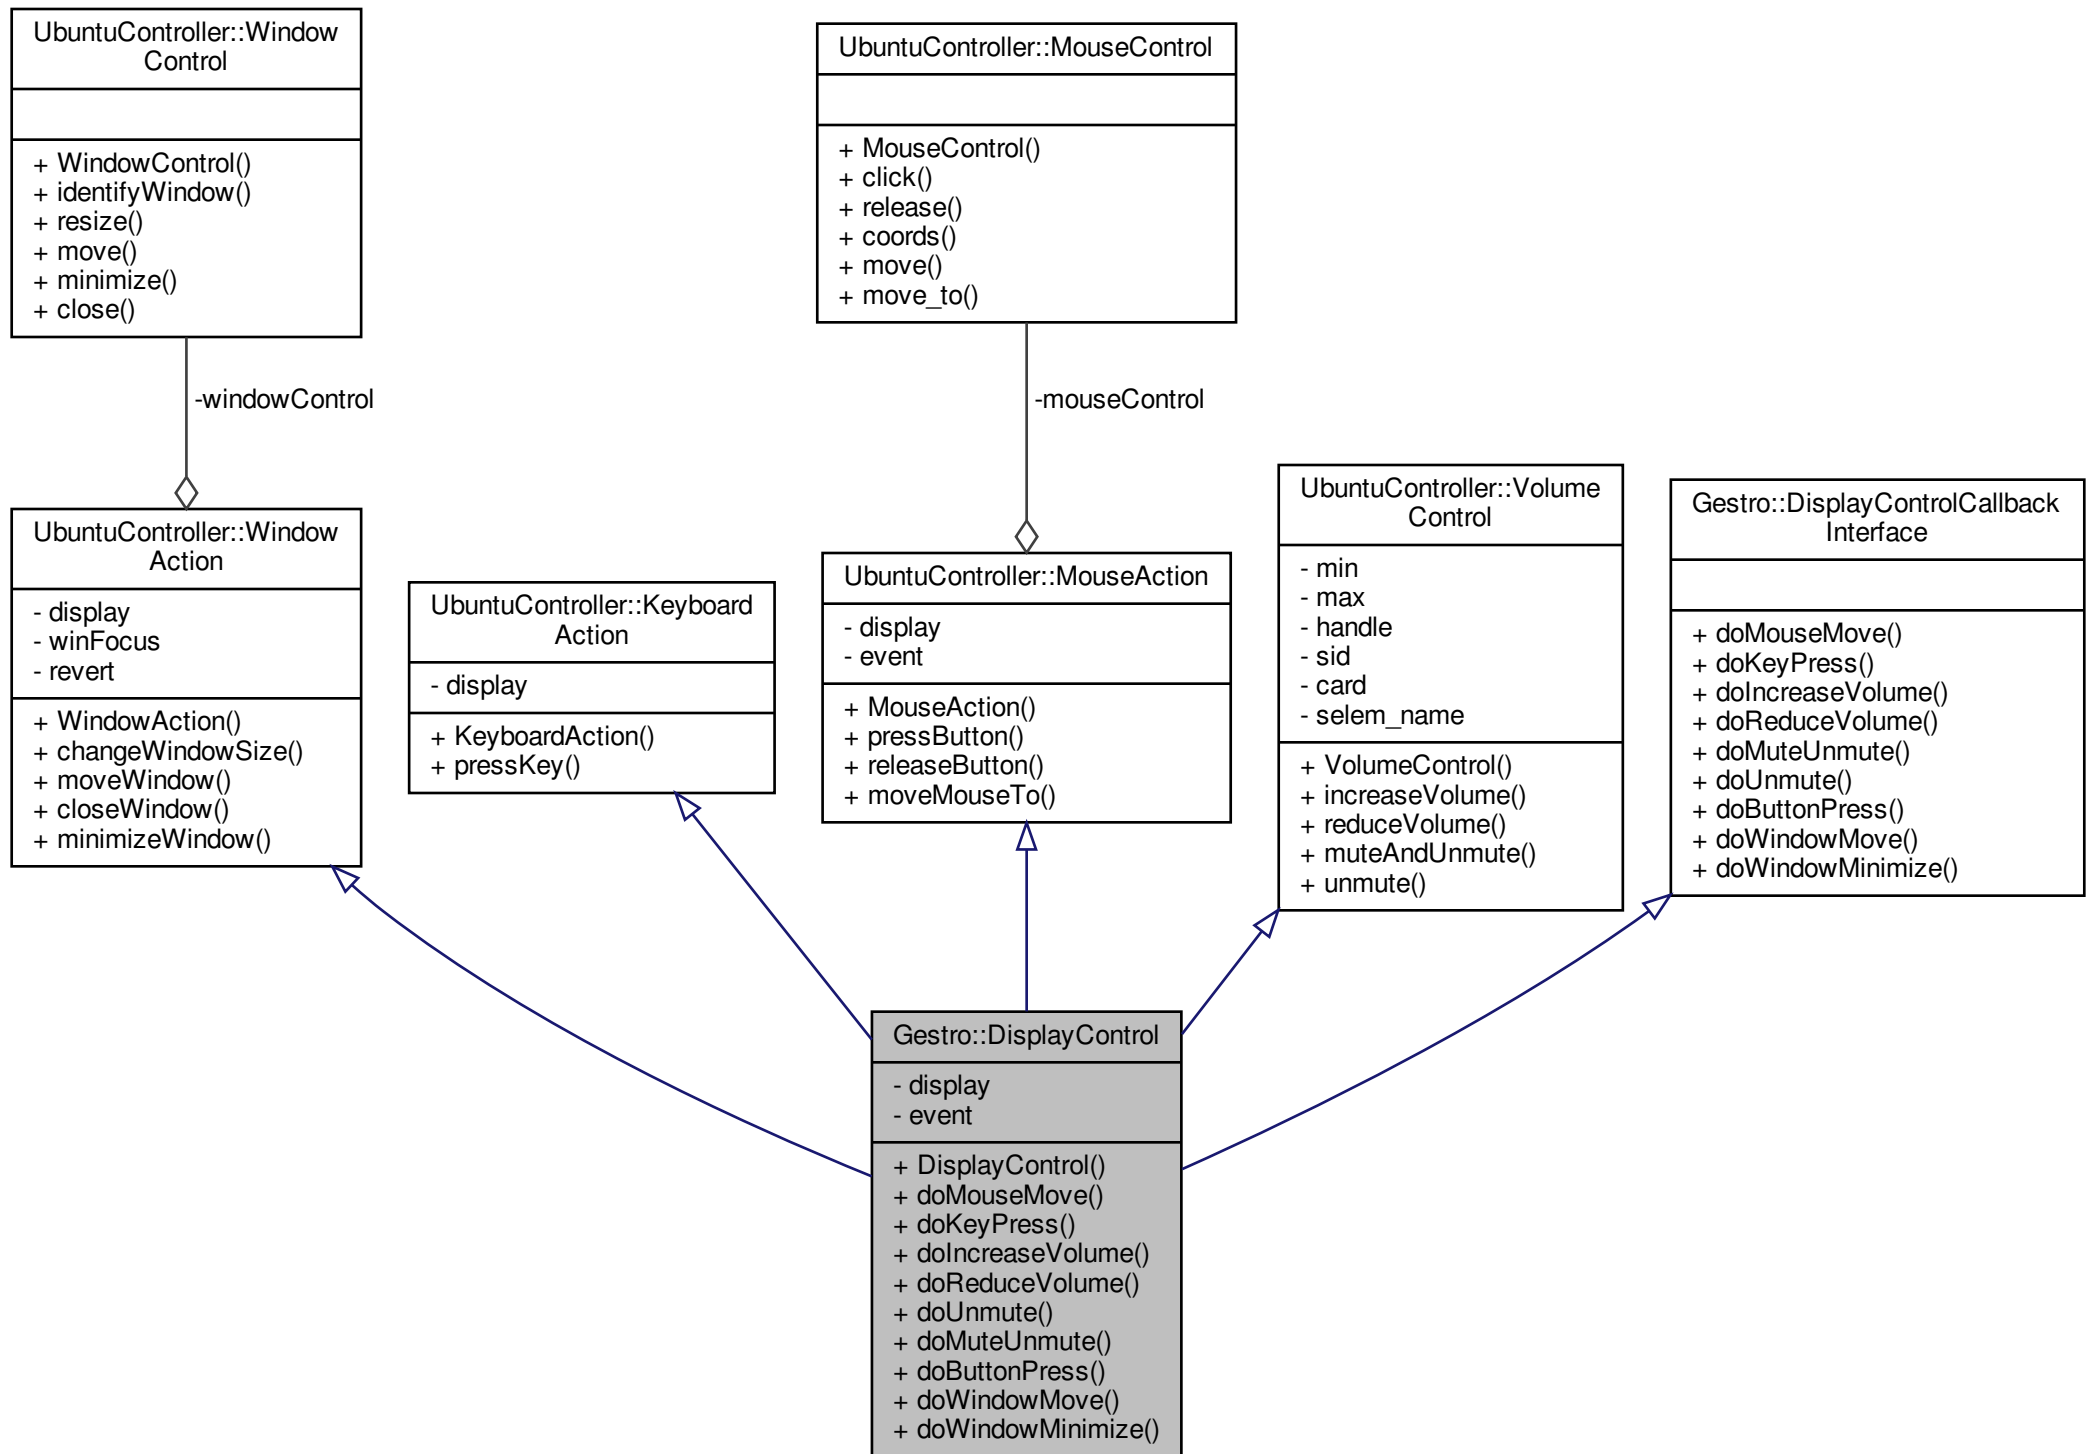 UbuntuController::Window
Control
+ WindowControl()
+ identifyWindow()
+ resize()
+ move()
+ minimize()
+ close()
UbuntuController::MouseControl
+ MouseControl()
+ click()
+ release()
+ coords()
+ move()
+ move_to()
-windowControl
-mouseControl
UbuntuController::Window
Action
- display
- winFocus
- revert
+ WindowAction()
+ changeWindowSize()
+ moveWindow()
+ closeWindow()
+ minimizeWindow()
UbuntuController::Keyboard
Action
- display
+ KeyboardAction()
+ pressKey()
UbuntuController::MouseAction
- display
- event
+ MouseAction()
+ pressButton()
+ releaseButton()
+ moveMouseTo()
UbuntuController::Volume
Control
- min
- max
- handle
- sid
- card
- selem_name
+ VolumeControl()
+ increaseVolume()
+ reduceVolume()
+ muteAndUnmute()
+ unmute()
Gestro::DisplayControlCallback
Interface
+ doMouseMove()
+ doKeyPress()
+ doIncreaseVolume()
+ doReduceVolume()
+ doMuteUnmute()
+ doUnmute()
+ doButtonPress()
+ doWindowMove()
+ doWindowMinimize()
Gestro::DisplayControl
- display
- event
+ DisplayControl()
+ doMouseMove()
+ doKeyPress()
+ doIncreaseVolume()
+ doReduceVolume()
+ doUnmute()
+ doMuteUnmute()
+ doButtonPress()
+ doWindowMove()
+ doWindowMinimize()